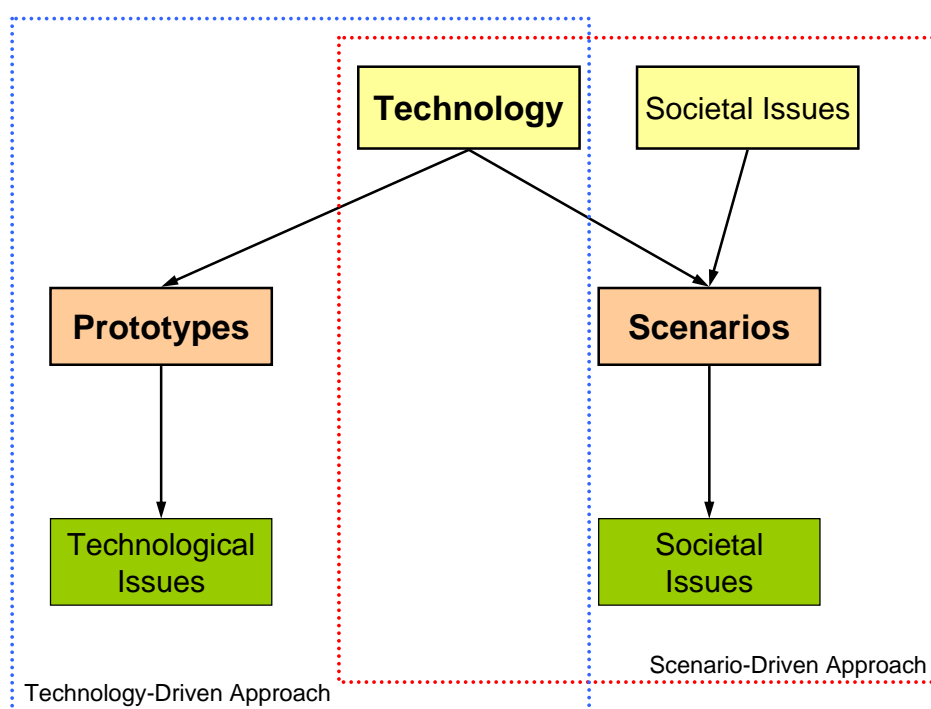 Technology
Societal Issues
Prototypes
Scenarios
Technological
Issues
Societal
Issues
Scenario-Driven Approach
Technology-Driven Approach